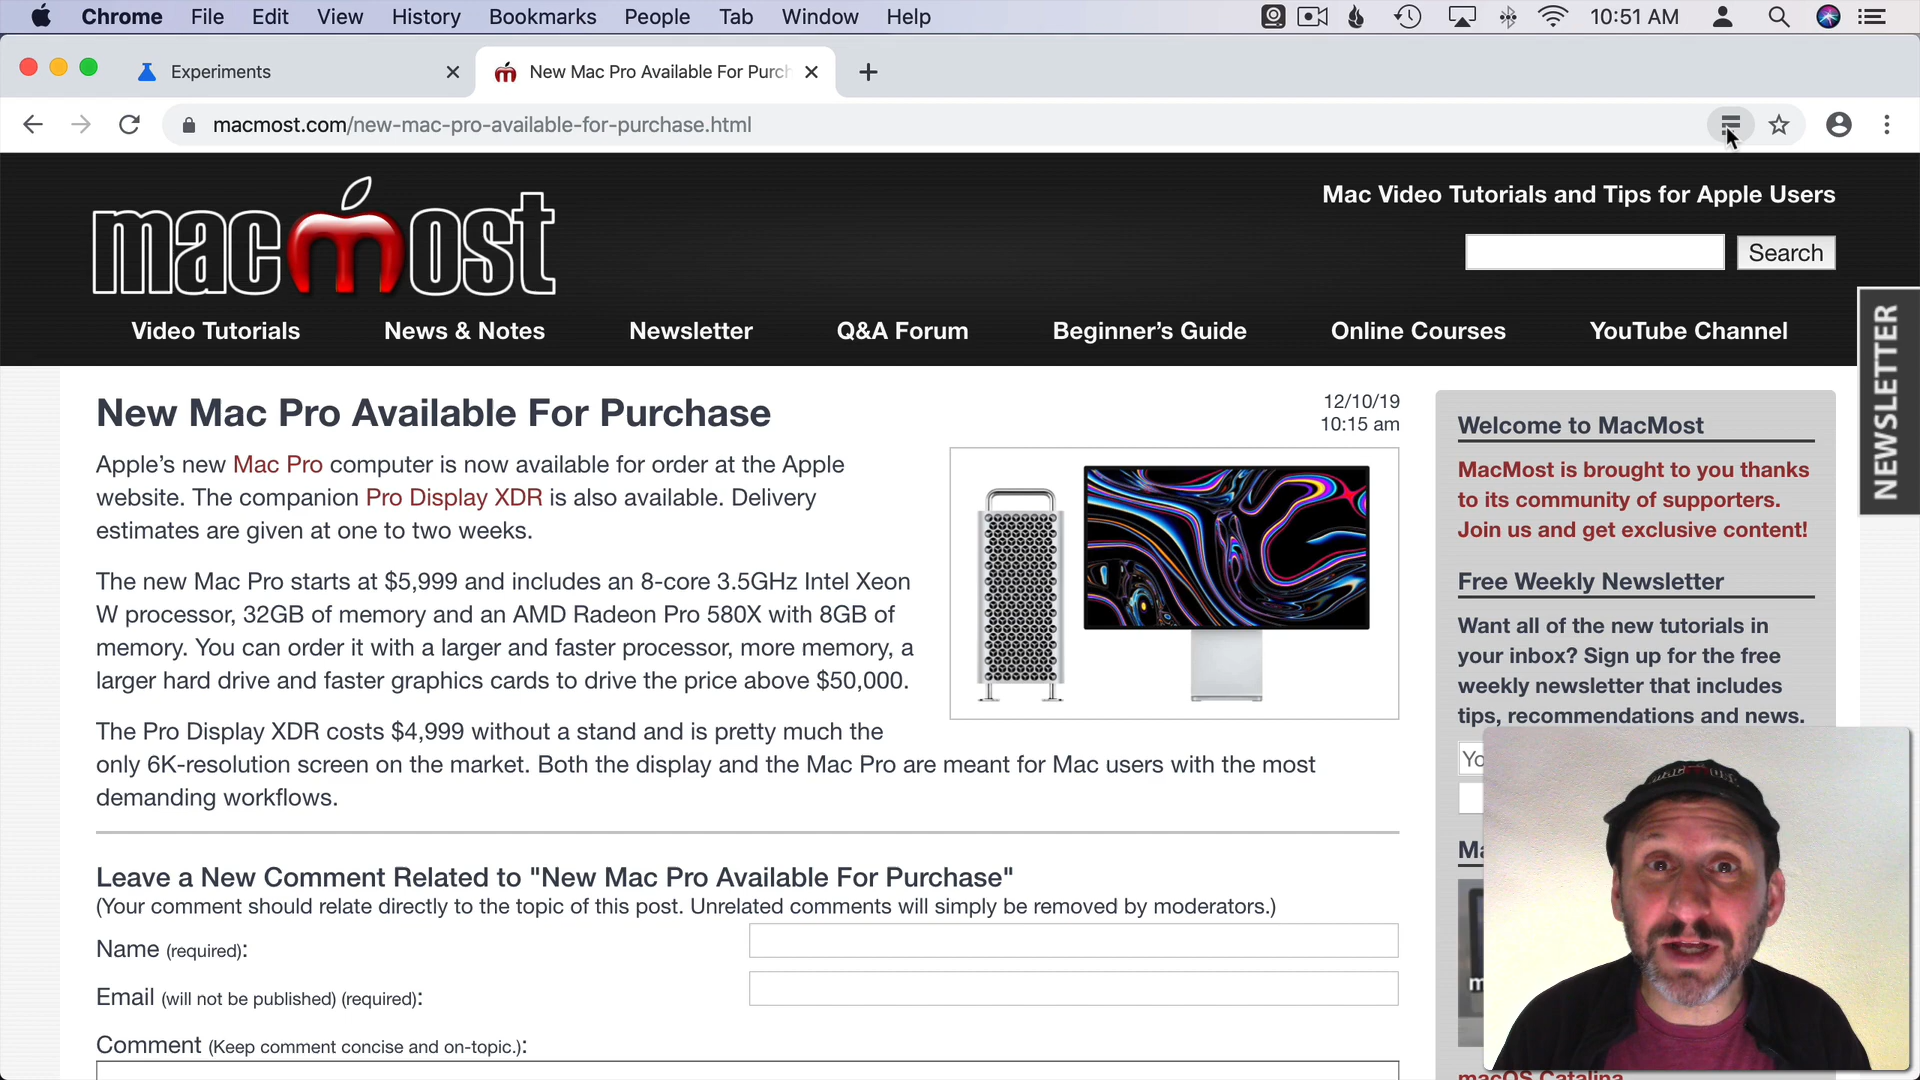 Chrome File Edit View History Bookmarks People Tab Window Help 10:51 AM
Experiments New Mac Pro Available For Purch
macmost.com/new-mac-pro-available-for-purchase.html
macmost
Mac Video Tutorials and Tips for Apple Users
Search
Video Tutorials News & Notes Newsletter Q&A Forum Beginner's Guide Online Courses YouTube Channel
NEWSLETTER
New Mac Pro Available For Purchase
12/10/19
10:15 am
Apple's new Mac Pro computer is now available for order at the Apple
website. The companion Pro Display XDR is also available. Delivery
estimates are given at one to two weeks.
The new Mac Pro starts at $5,999 and includes an 8-core 3.5GHz Intel Xeon
W processor, 32GB of memory and an AMD Radeon Pro 580X with 8GB of
memory. You can order it with a larger and faster processor, more memory, a
larger hard drive and faster graphics cards to drive the price above $50,000.
The Pro Display XDR costs $4,999 without a stand and is pretty much the
only 6K-resolution screen on the market. Both the display and the Mac Pro are meant for Mac users with the most
demanding workflows.
Leave a New Comment Related to "New Mac Pro Available For Purchase"
(Your comment should relate directly to the topic of this post. Unrelated comments will simply be removed by moderators.)
Name (required):
Email (will not be published) (required):
Comment (Keep comment concise and on-topic.):
Welcome to MacMost
MacMost is brought to you thanks
to its community of supporters.
Join us and get exclusive content!
Free Weekly Newsletter
Want all of the new tutorials in
your inbox? Sign up for the free
weekly newsletter that includes
tips, recommendations and news.
Yo
Ma
m
macOS Catalina